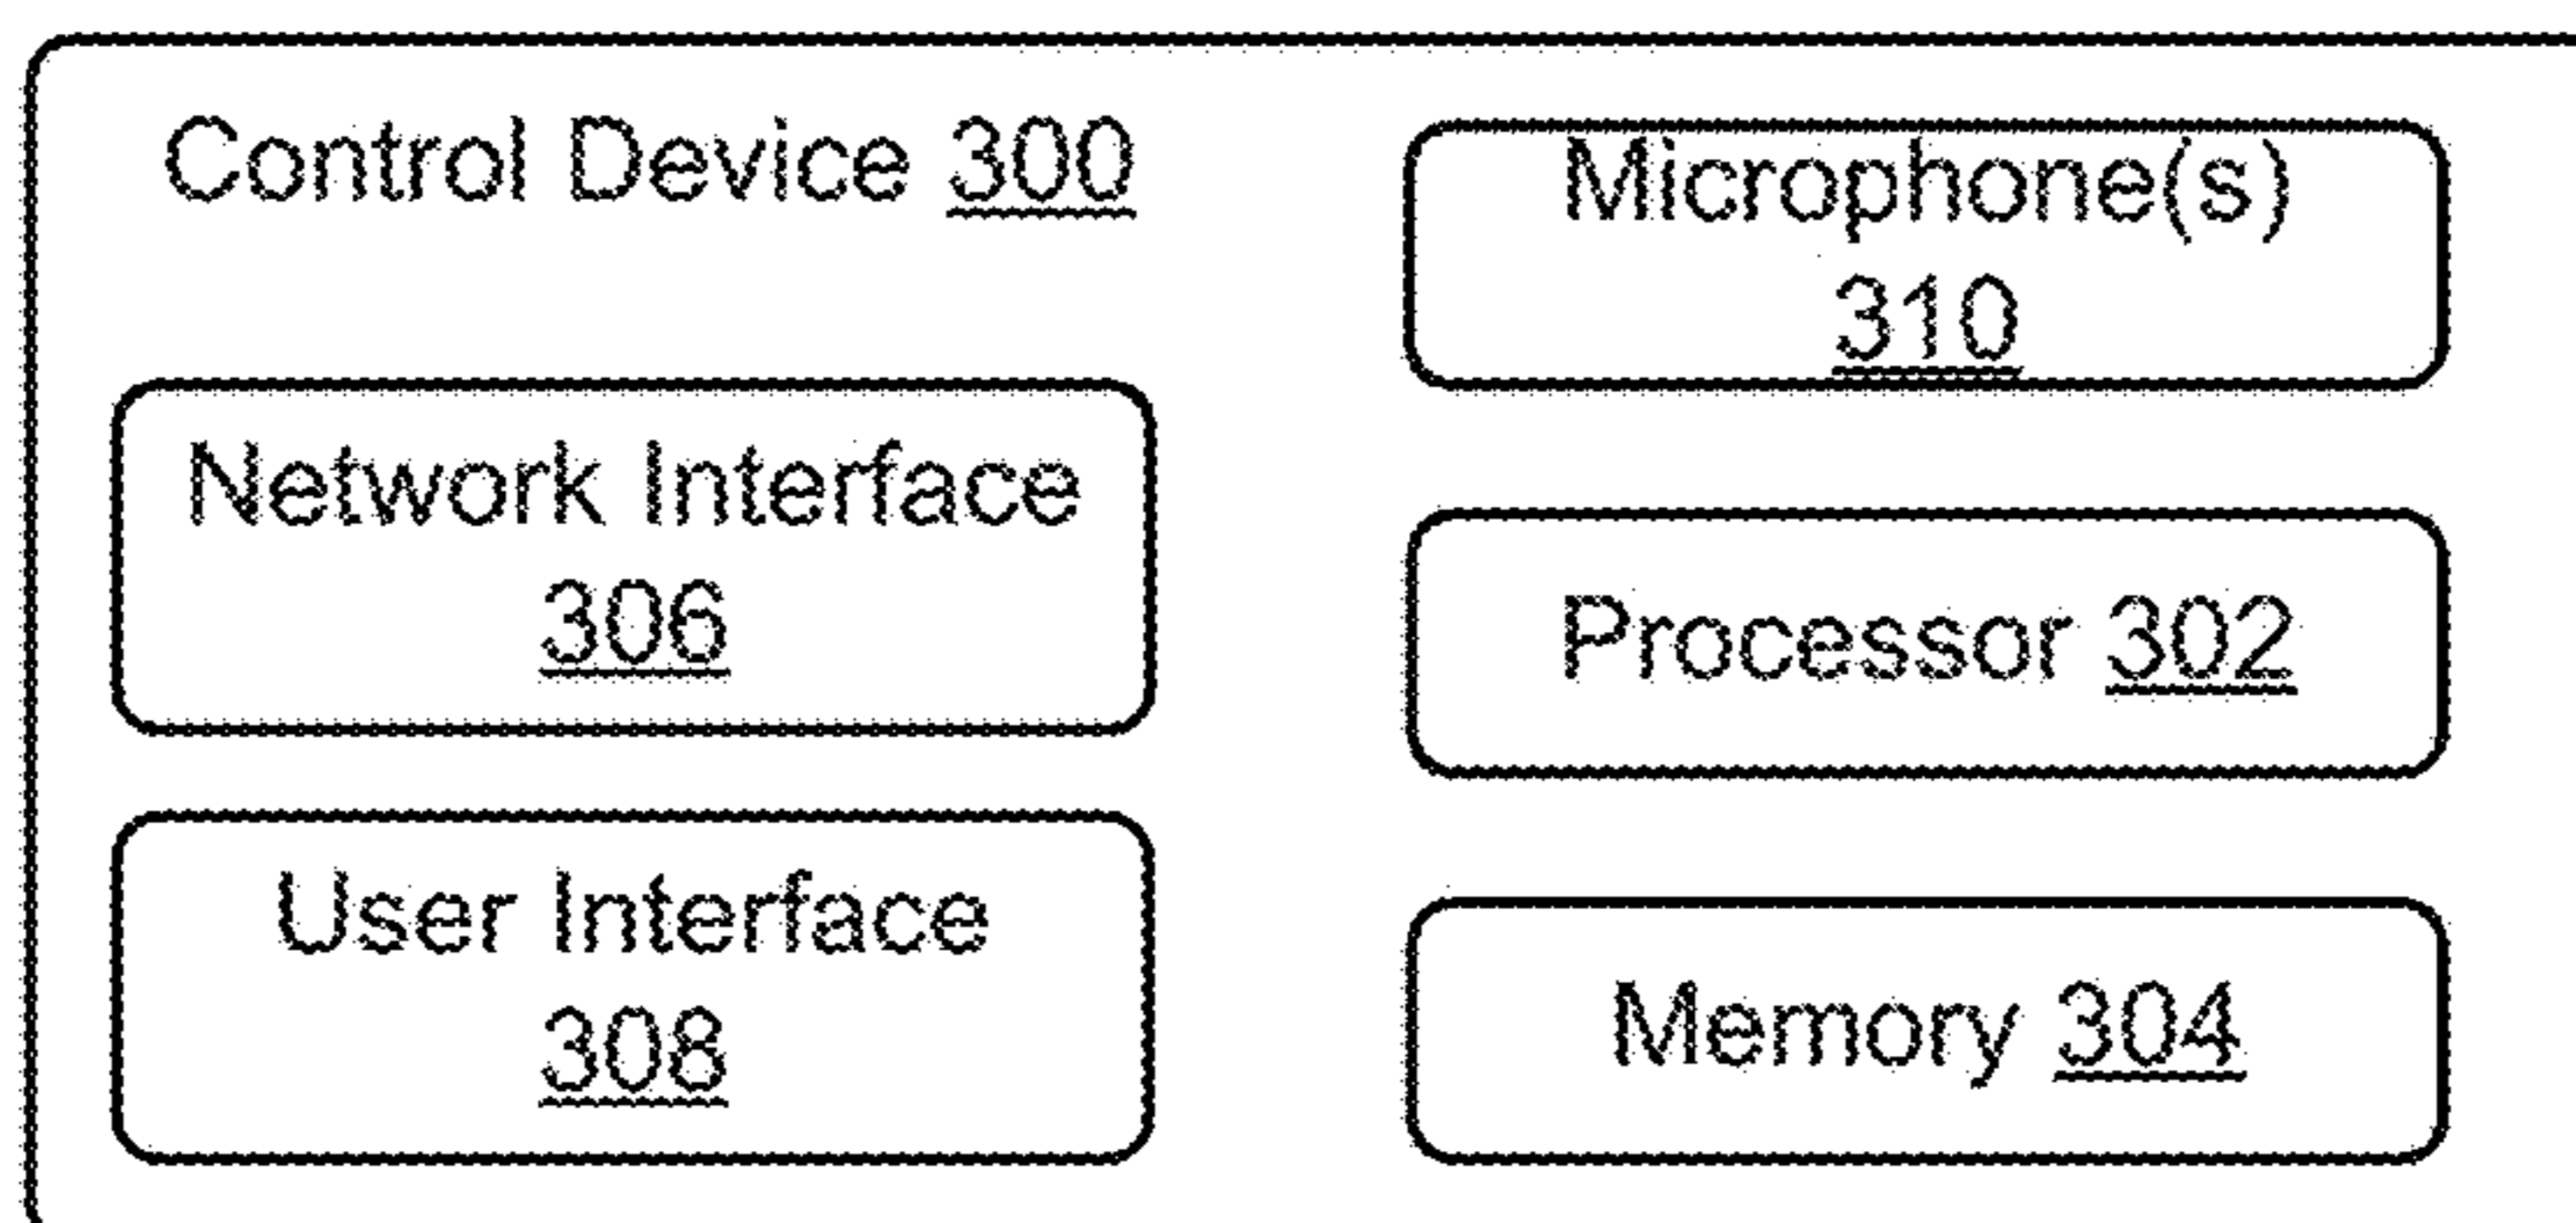 Control Device 300
Network Interface
306
User Interface
308
Microphone(s)
310
Processor 302
Memory 304